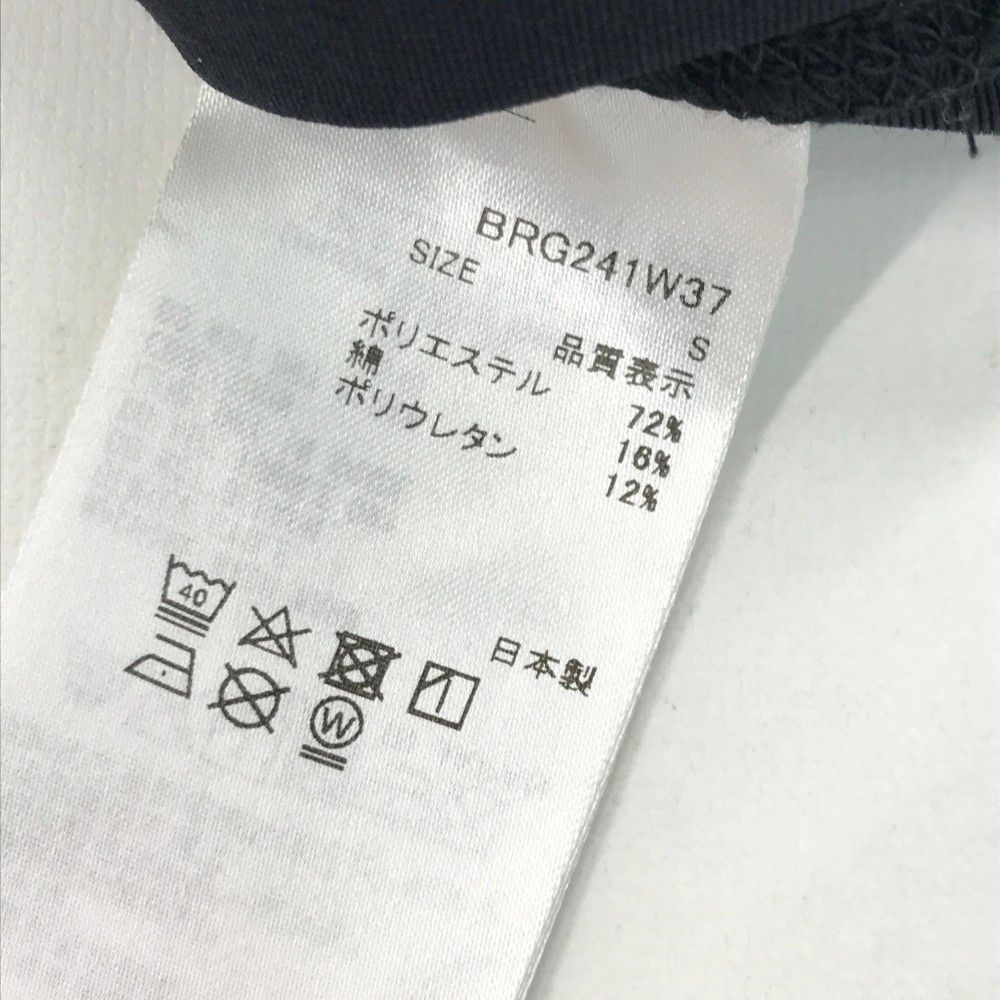 BRG241W37
SIZE S
品質表示
ポリエステル 72%
綿 16%
ポリウレタン 12%
日本製
40
W